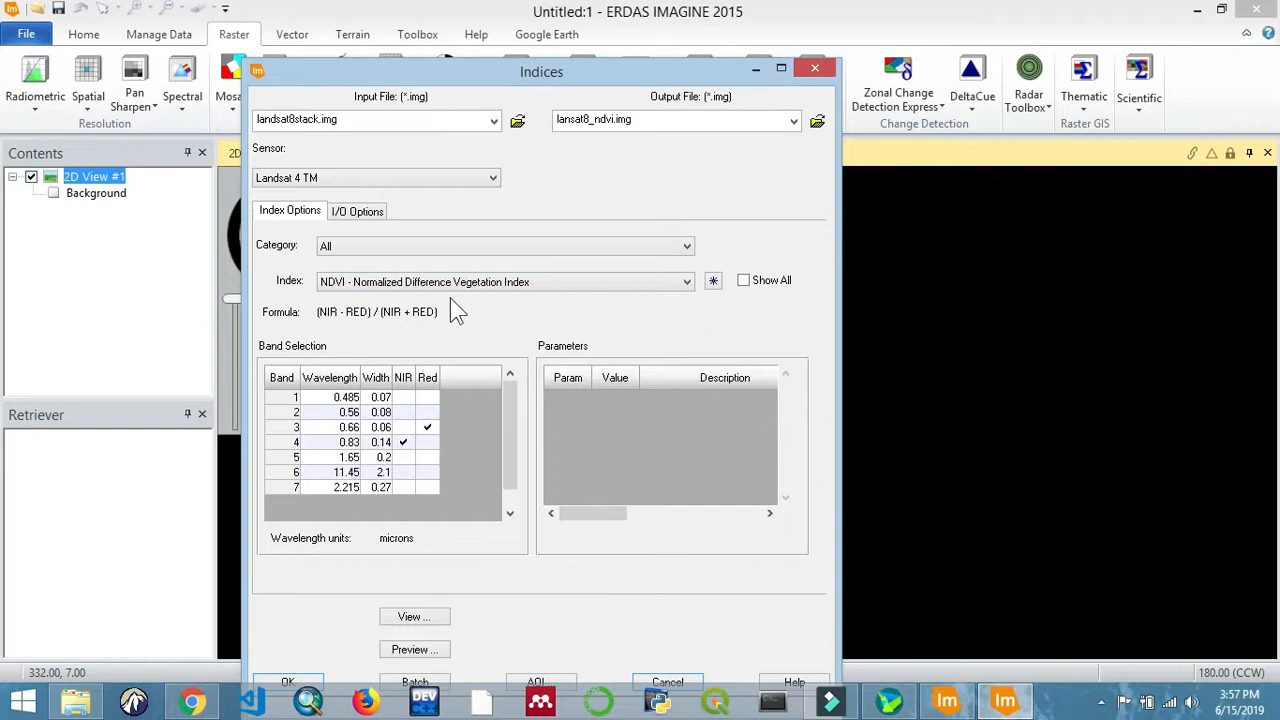 Untitled:1 - ERDAS IMAGINE 2015
File Home Manage Data Raster Vector Terrain Toolbox Help Google Earth
Radiometric Spatial Pan Sharpen Spectral Mosa Zonal Change Detection Express DeltaCue Radar Toolbox Thematic Scientific
Resolution Change Detection Raster GIS
Indices
Input File: (*.img) Output File: (*.img)
landsat8stack.img lansat8_ndvi.img
Sensor:
Landsat 4 TM
Index Options I/O Options
Category: All
Index: NDVI - Normalized Difference Vegetation Index Show All
Formula: (NIR - RED) / (NIR + RED)
Band Selection Parameters
Band Wavelength Width NIR Red Param Value Description
1 0.485 0.07
2 0.56 0.08
3 0.66 0.06
4 0.83 0.14
5 1.65 0.2
6 11.45 2.1
7 2.215 0.27
Wavelength units: microns
View ...
Preview ...
OK Batch AOI Cancel Help
Contents
2D View #1
Background
Retriever
2D
332.00, 7.00 180.00 (CCW)
DEV
3:57 PM
6/15/2019